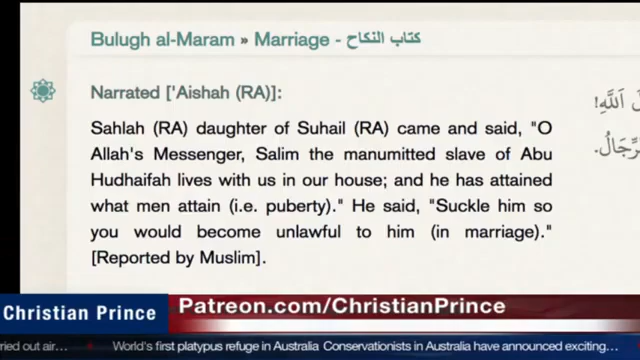 Bulugh al-Maram » Marriage - كتاب النكاح
Narrated ['Aishah (RA)]:
Sahlah (RA) daughter of Suhail (RA) came and said, "O
Allah's Messenger, Salim the manumitted slave of Abu
Hudhaifah lives with us in our house; and he has attained
what men attain (i.e. puberty)." He said, "Suckle him so
you would become unlawful to him (in marriage)."
[Reported by Muslim].
اَللَّهِ!
Christian Prince
Patreon.com/ChristianPrince
out air... World's first platypus refuge in Australia Conservationists in Australia have announced exciting...